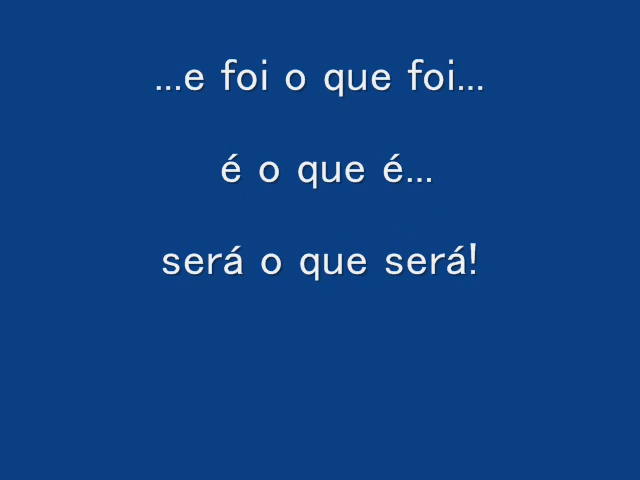 ...e foi o que foi...
é o que é...
será o que será!